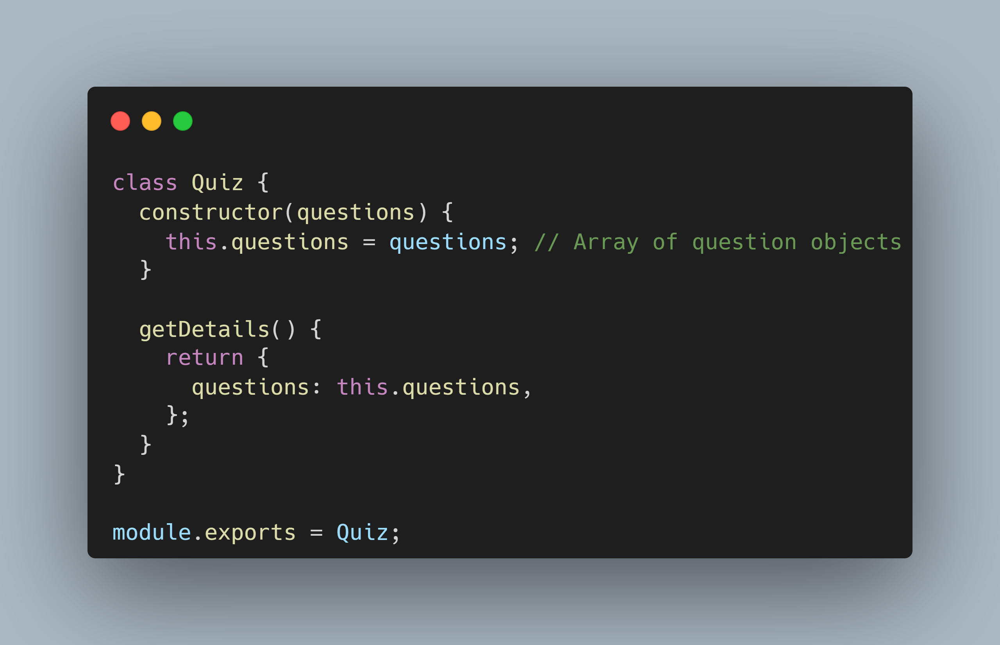 class Quiz {
  constructor(questions) {
    this.questions = questions; // Array of question objects
  }

  getDetails() {
    return {
      questions: this.questions,
    };
  }
}

module.exports = Quiz;